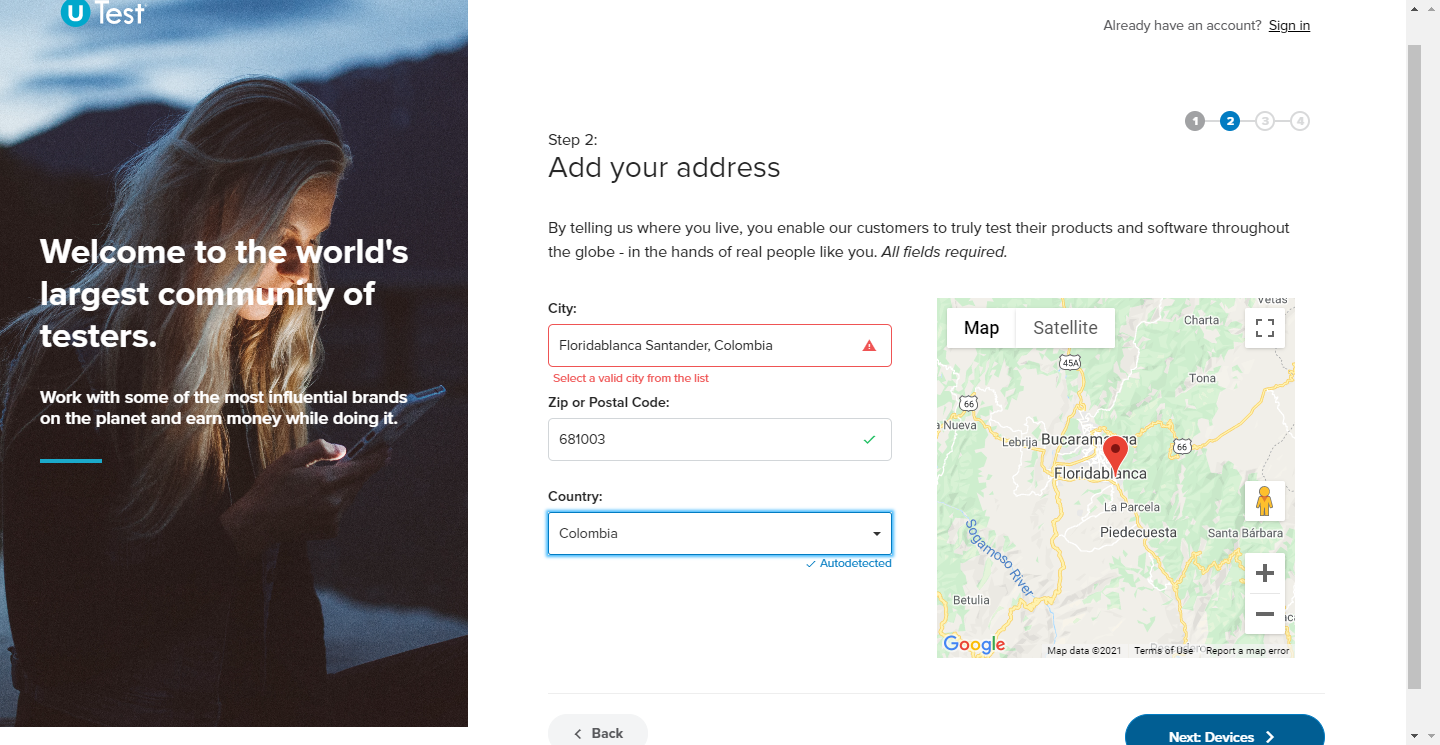 U Test
Already have an account? Sign in
1 2 3 4
Step 2:
Add your address
By telling us where you live, you enable our customers to truly test their products and software throughout
the globe - in the hands of real people like you. All fields required.
Welcome to the world's
largest community of
testers.
Work with some of the most influential brands
on the planet and earn money while doing it.
City:
Floridablanca Santander, Colombia
Select a valid city from the list
Zip or Postal Code:
681003
Country:
Colombia
Autodetected
Map Satellite
Vetas
Charta
45A
Tona
66
a Nueva
Lebrija Bucaramanga
66
Floridablanca
La Parcela
Piedecuesta
Santa Bárbara
Sogamoso River
Betulia
Google
Map data ©2021 Terms of Use Report a map error
Back
Next: Devices